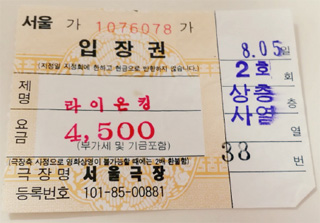 서울 가 1076078 가
입장권
(지정일 지정회에 한하고 현금으로 반환하지 않습니다.)
제명 라이온킹
요금 4,500
(부가세 및 기금포함)
(극장측 사정으로 영화상영이 불가능할 때에는 2배 환불함)
극장명 서울극장
등록번호 101-85-00881
8.05 일
2호 회
상층 층
사열 열
38 번